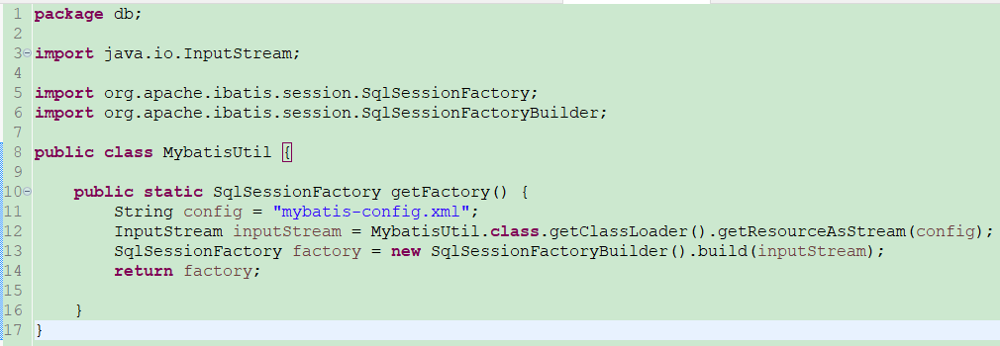 1 package db;
2
3 import java.io.InputStream;
4
5 import org.apache.ibatis.session.SqlSessionFactory;
6 import org.apache.ibatis.session.SqlSessionFactoryBuilder;
7
8 public class MybatisUtil {
9
10     public static SqlSessionFactory getFactory() {
11         String config = "mybatis-config.xml";
12         InputStream inputStream = MybatisUtil.class.getClassLoader().getResourceAsStream(config);
13         SqlSessionFactory factory = new SqlSessionFactoryBuilder().build(inputStream);
14         return factory;
15
16     }
17 }